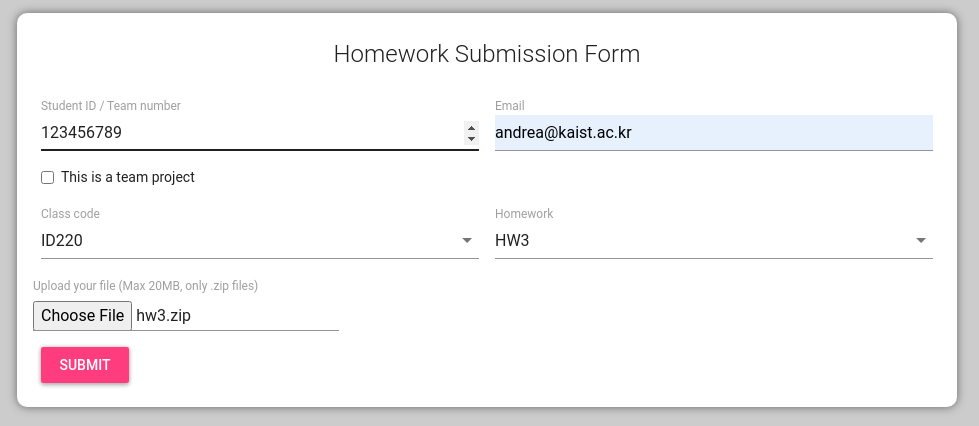 Homework Submission Form
Student ID / Team number
123456789
Email
andrea@kaist.ac.kr
This is a team project
Class code
ID220
Homework
HW3
Upload your file (Max 20MB, only .zip files)
Choose File hw3.zip
SUBMIT